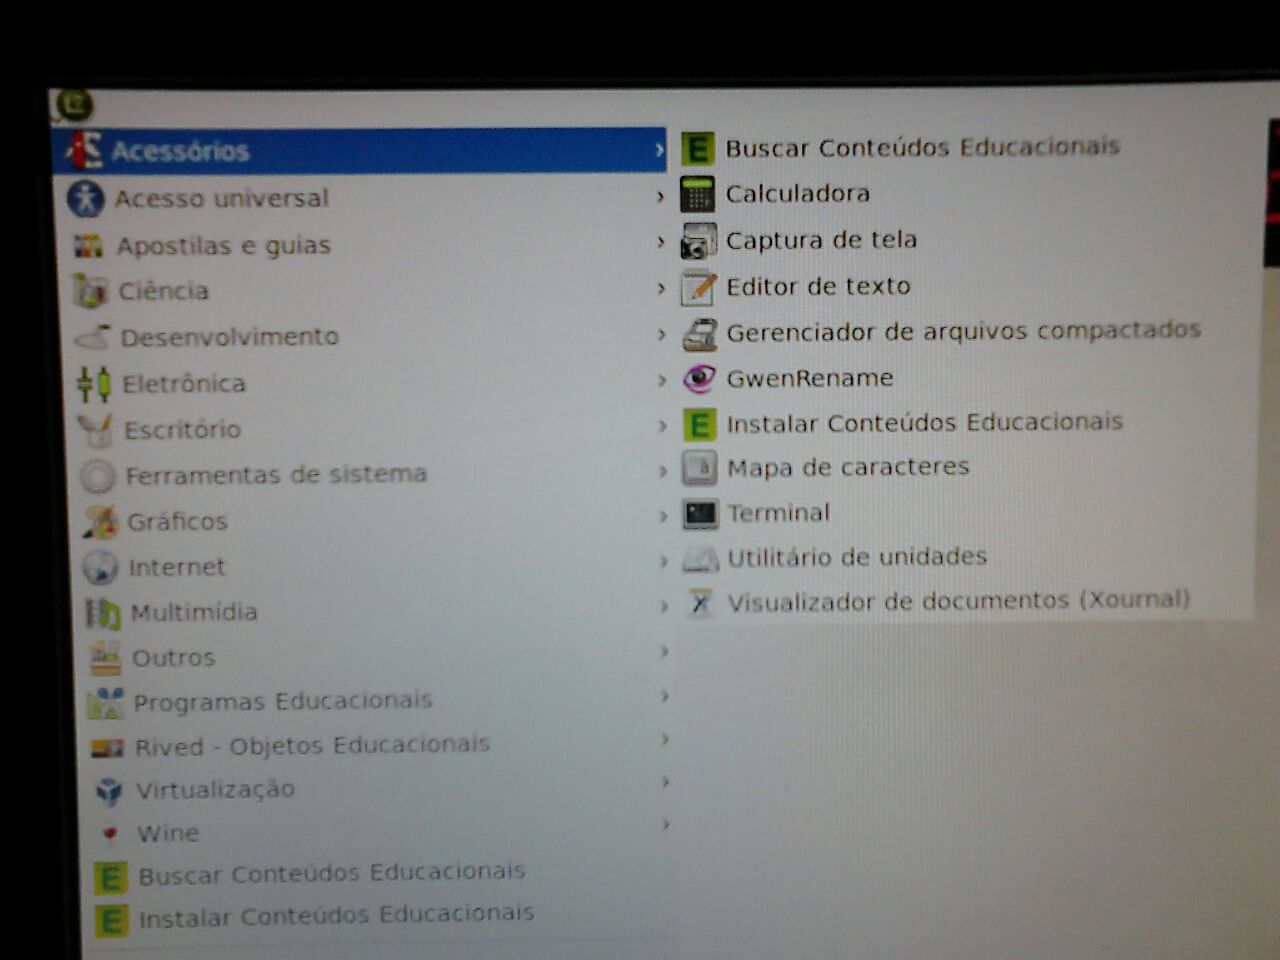 Acessórios
Acesso universal
Apostilas e guias
Ciência
Desenvolvimento
Eletrônica
Escritório
Ferramentas de sistema
Gráficos
Internet
Multimídia
Outros
Programas Educacionais
Rived - Objetos Educacionais
Virtualização
Wine
Buscar Conteúdos Educacionais
Instalar Conteúdos Educacionais
Buscar Conteúdos Educacionais
Calculadora
Captura de tela
Editor de texto
Gerenciador de arquivos compactados
GwenRename
Instalar Conteúdos Educacionais
Mapa de caracteres
Terminal
Utilitário de unidades
Visualizador de documentos (Xournal)